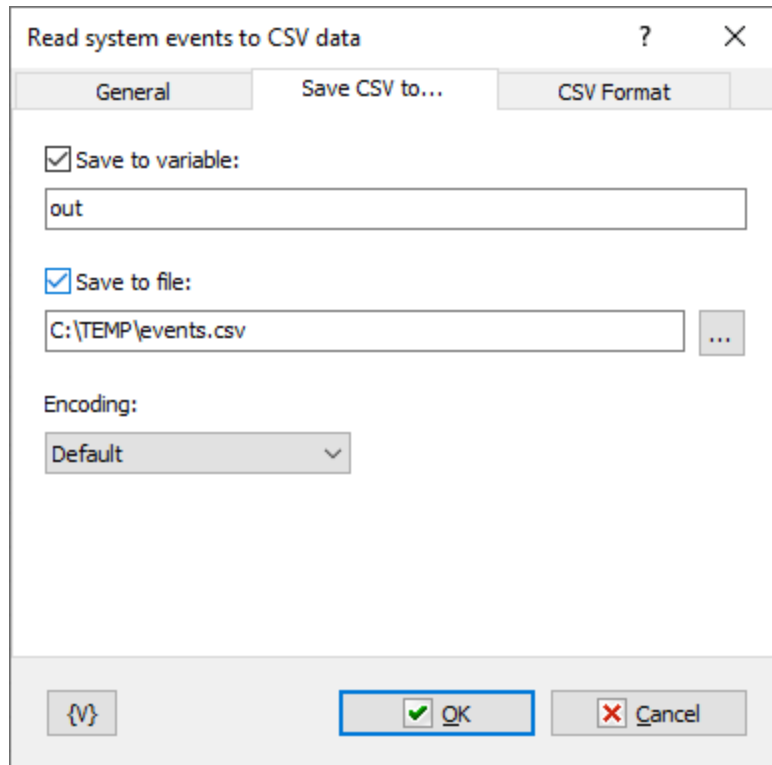 Read system events to CSV data ?
General Save CSV to... CSV Format
Save to variable:
out
Save to file:
C:\TEMP\events.csv ...
Encoding:
Default
{V} OK Cancel